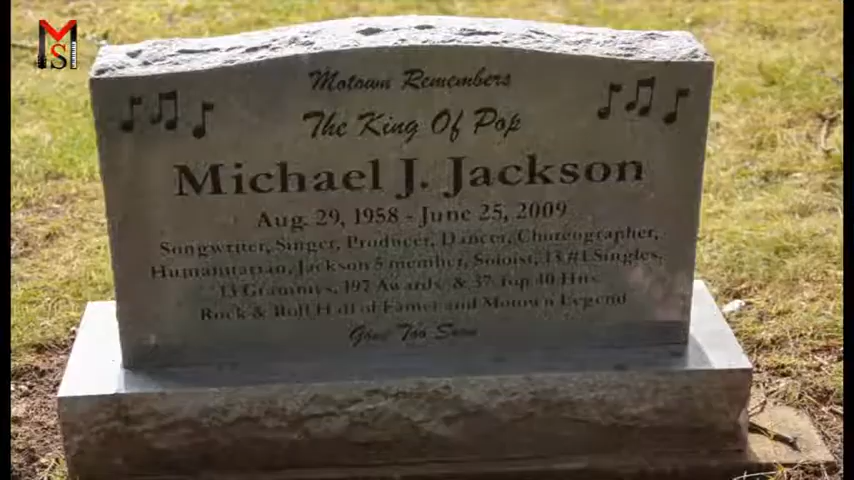 MS
Motown Remembers
The King Of Pop
Michael J. Jackson
Aug. 29, 1958 - June 25, 2009
Songwriter, Singer, Producer, Dancer, Choreographer,
Humanitarian, Jackson 5 member, Soloist, 13 #1 Singles,
13 Grammys, 197 Awards, & 37 Top 40 Hits.
Rock & Roll Hall of Famer and Motown Legend
Gone Too Soon